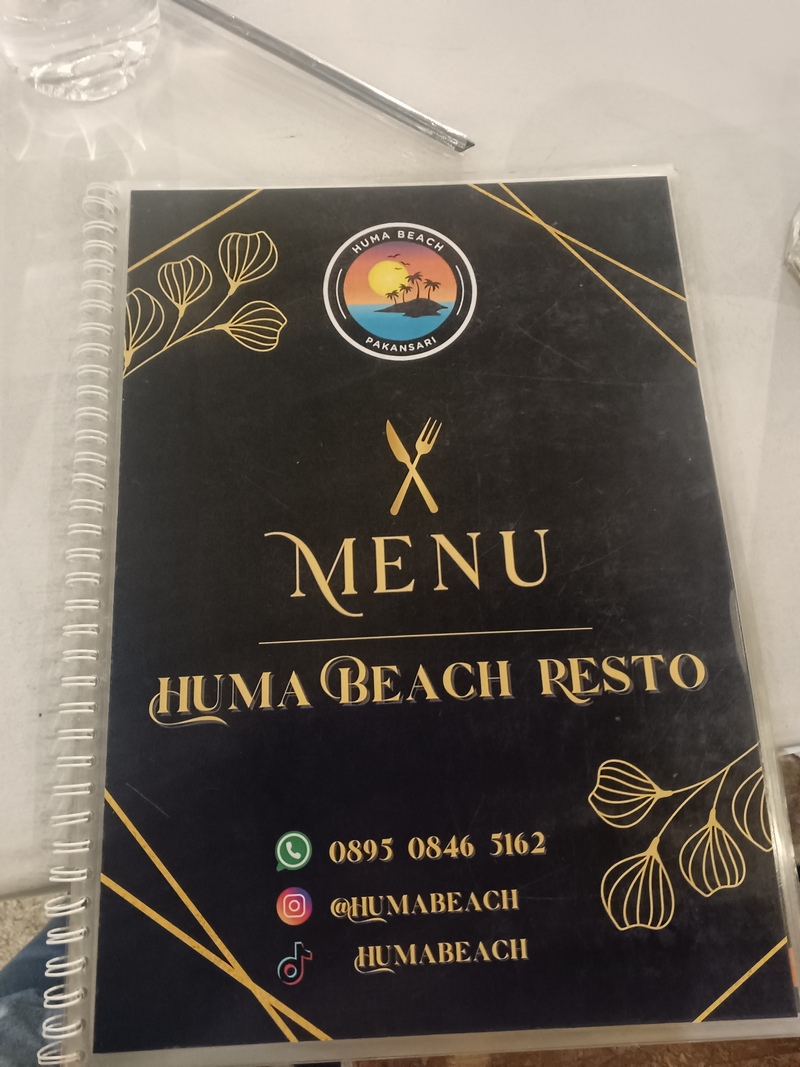 HUMA BEACH
PAKANSARI
MENU
HUMA BEACH RESTO
0895 0846 5162
@HUMABEACH
HUMABEACH